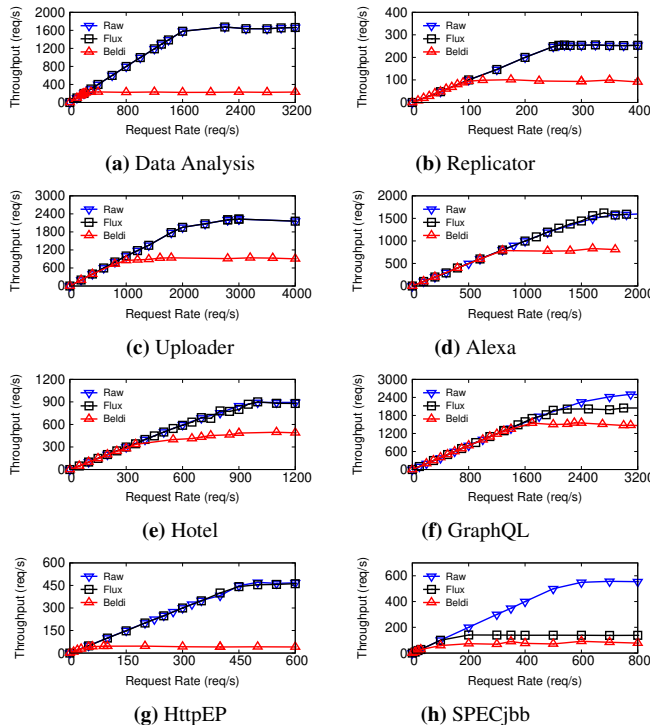 Throughput (req/s)
2000
1600
1200
800
400
0
Raw
Flux
Beldi
0 800 1600 2400 3200
Request Rate (req/s)
(a) Data Analysis
Throughput (req/s)
400
300
200
100
0
Raw
Flux
Beldi
0 100 200 300 400
Request Rate (req/s)
(b) Replicator
Throughput (req/s)
3000
2400
1800
1200
600
0
Raw
Flux
Beldi
0 1000 2000 3000 4000
Request Rate (req/s)
(c) Uploader
Throughput (req/s)
2000
1500
1000
500
0
Raw
Flux
Beldi
0 500 1000 1500 2000
Request Rate (req/s)
(d) Alexa
Throughput (req/s)
1200
900
600
300
0
Raw
Flux
Beldi
0 300 600 900 1200
Request Rate (req/s)
(e) Hotel
Throughput (req/s)
3000
2400
1800
1200
600
0
Raw
Flux
Beldi
0 800 1600 2400 3200
Request Rate (req/s)
(f) GraphQL
Throughput (req/s)
600
450
300
150
0
Raw
Flux
Beldi
0 150 300 450 600
Request Rate (req/s)
(g) HttpEP
Throughput (req/s)
600
400
200
0
Raw
Flux
Beldi
0 200 400 600 800
Request Rate (req/s)
(h) SPECjbb